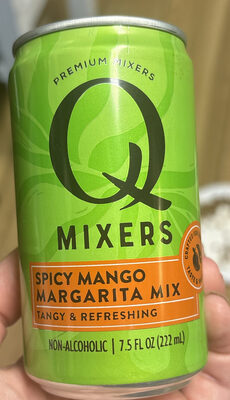 PREMIUM MIXERS
Q
MIXERS
SPICY MANGO
MARGARITA MIX
TANGY & REFRESHING
NON-ALCOHOLIC | 7.5 FL OZ (222 mL)